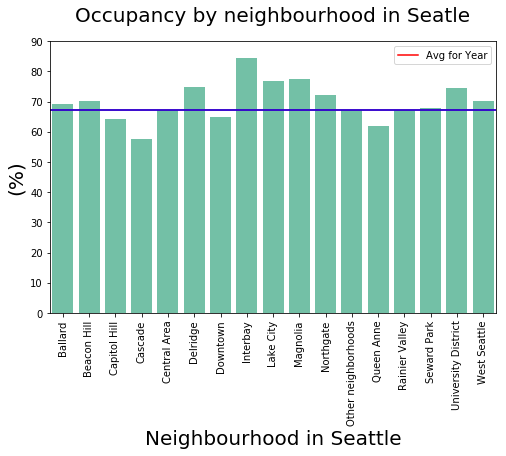 Occupancy by neighbourhood in Seatle
Avg for Year
90
80
70
60
50
40
30
20
10
0
(%)
Ballard
Beacon Hill
Capitol Hill
Cascade
Central Area
Delridge
Downtown
Interbay
Lake City
Magnolia
Northgate
Other neighborhoods
Queen Anne
Rainier Valley
Seward Park
University District
West Seattle
Neighbourhood in Seattle